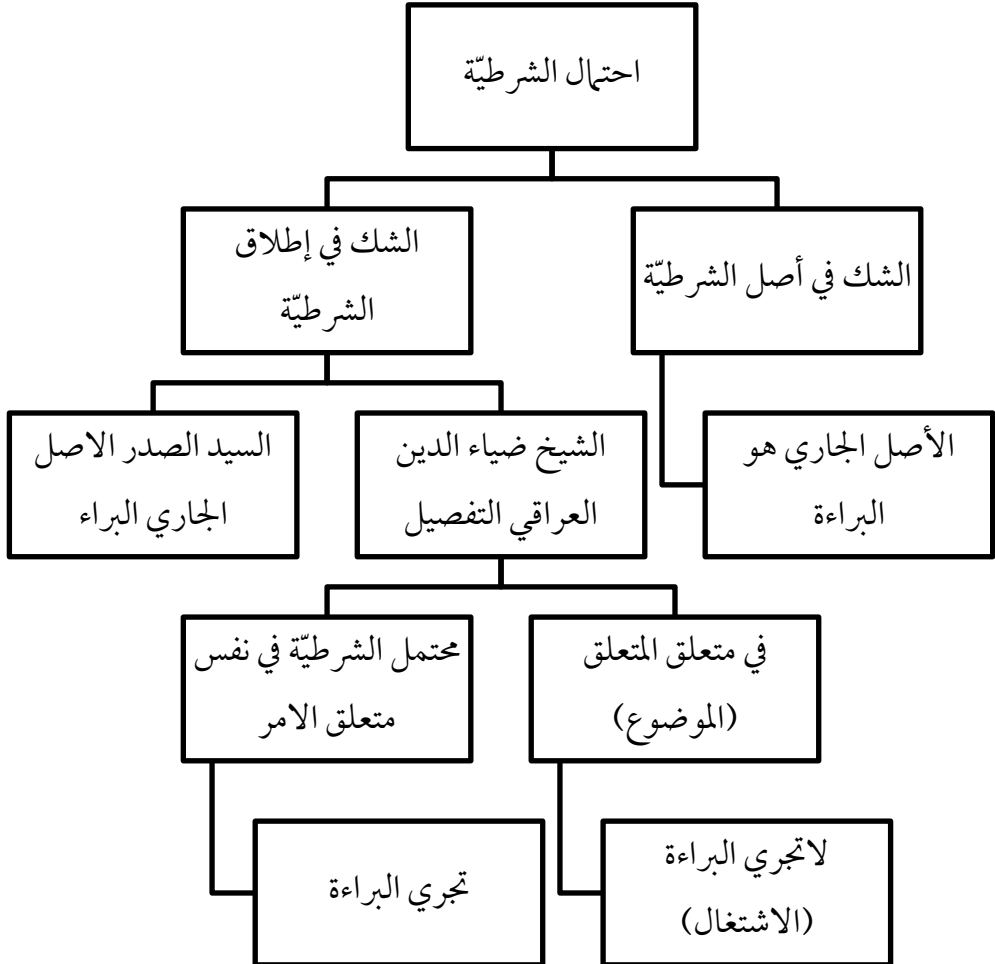 احتمال الشرطيّة
الشك في أصل الشرطيّة
الشك في إطلاق
الشرطيّة
الأصل الجاري هو
البراءة
الشيخ ضياء الدين
العراقي التفصيل
السيد الصدر الاصل
الجاري البراء
في متعلق المتعلق
(الموضوع)
محتمل الشرطيّة في نفس
متعلق الامر
لاتجري البراءة
(الاشتغال)
تجري البراءة